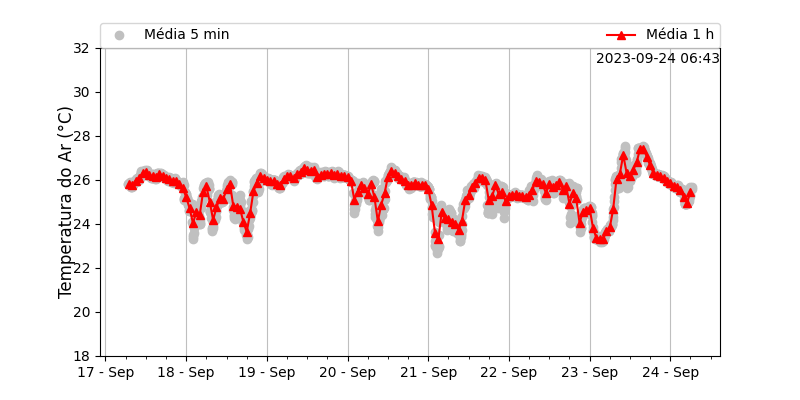 Média 5 min
Média 1 h
2023-09-24 06:43
Temperatura do Ar (°C)
32
30
28
26
24
22
20
18
17 - Sep
18 - Sep
19 - Sep
20 - Sep
21 - Sep
22 - Sep
23 - Sep
24 - Sep